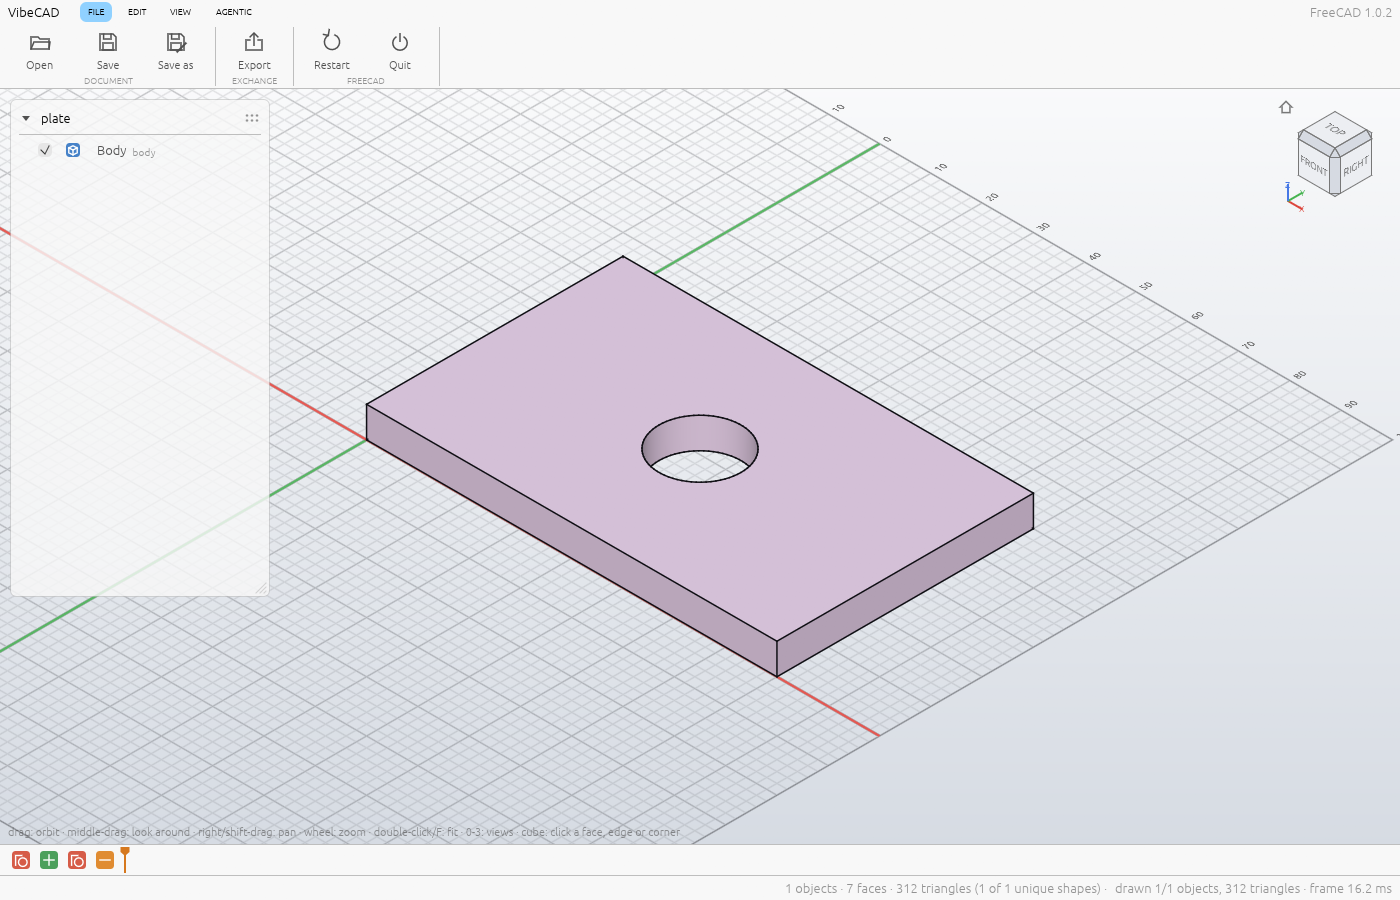 VibeCAD FILE EDIT VIEW AGENTIC FreeCAD 1.0.2
Open Save Save as Export Restart Quit
DOCUMENT EXCHANGE FREECAD
plate
Body body
10
0
10
20
30
40
50
60
70
80
90
TOP
FRONT RIGHT
Z
Y
X
drag: orbit · middle-drag: look around · right/shift-drag: pan · wheel: zoom · double-click/F: fit · 0-3: views · cube: click a face, edge or corner
1 objects · 7 faces · 312 triangles (1 of 1 unique shapes) · drawn 1/1 objects, 312 triangles · frame 16.2 ms